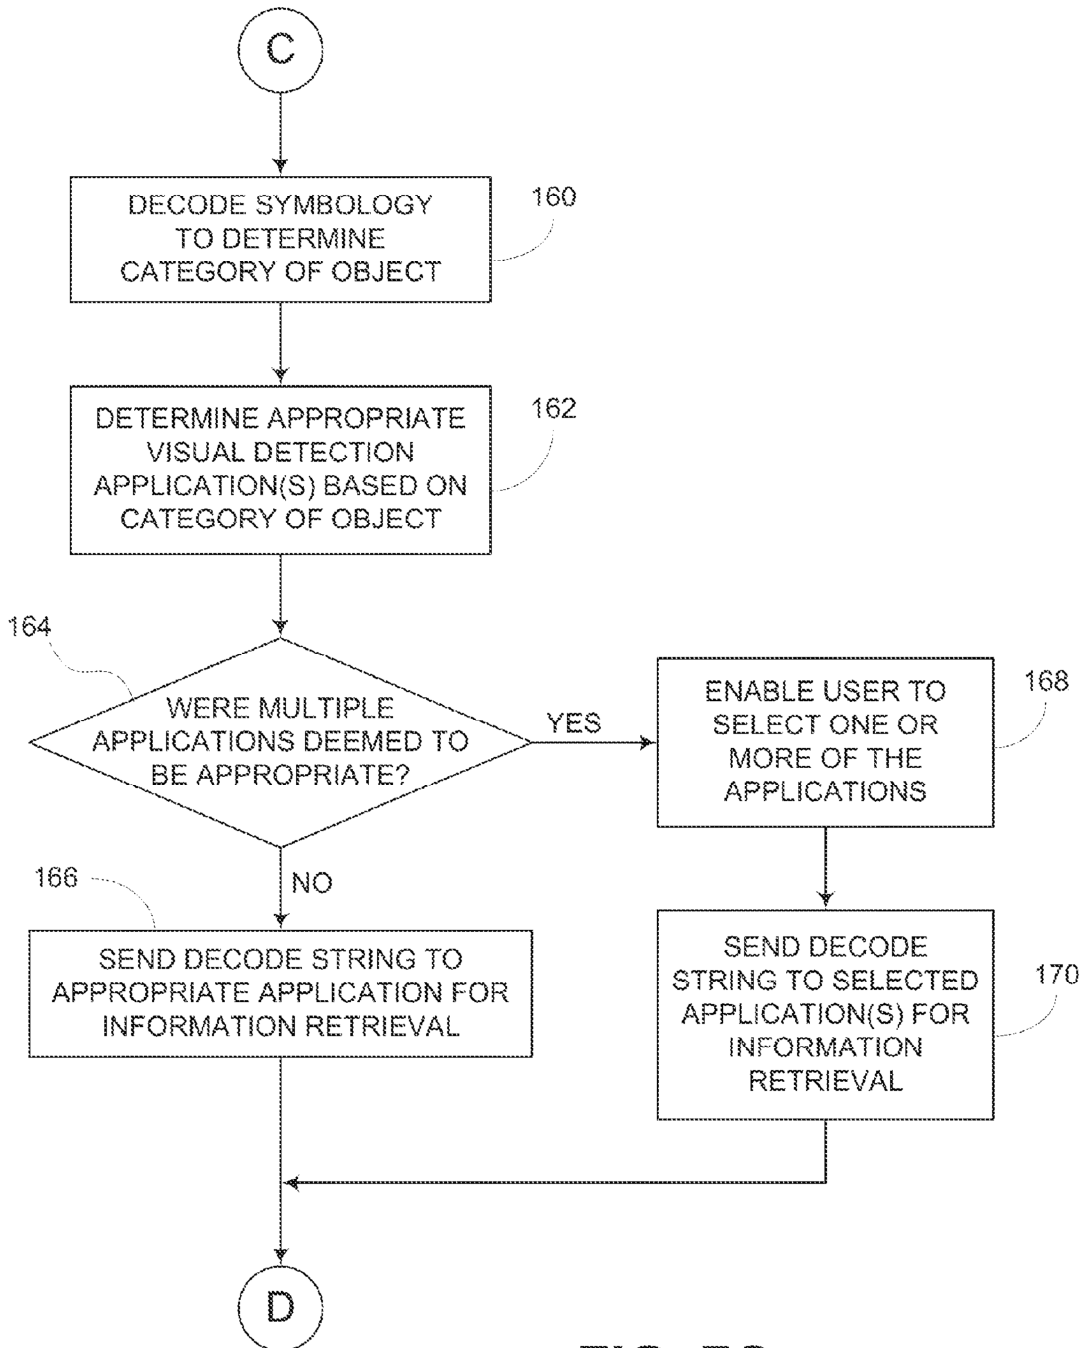 C
DECODE SYMBOLOGY
TO DETERMINE
CATEGORY OF OBJECT
160
DETERMINE APPROPRIATE
VISUAL DETECTION
APPLICATION(S) BASED ON
CATEGORY OF OBJECT
162
164
WERE MULTIPLE
APPLICATIONS DEEMED TO
BE APPROPRIATE?
YES
ENABLE USER TO
SELECT ONE OR
MORE OF THE
APPLICATIONS
168
NO
166
SEND DECODE STRING TO
APPROPRIATE APPLICATION FOR
INFORMATION RETRIEVAL
SEND DECODE
STRING TO SELECTED
APPLICATION(S) FOR
INFORMATION
RETRIEVAL
170
D